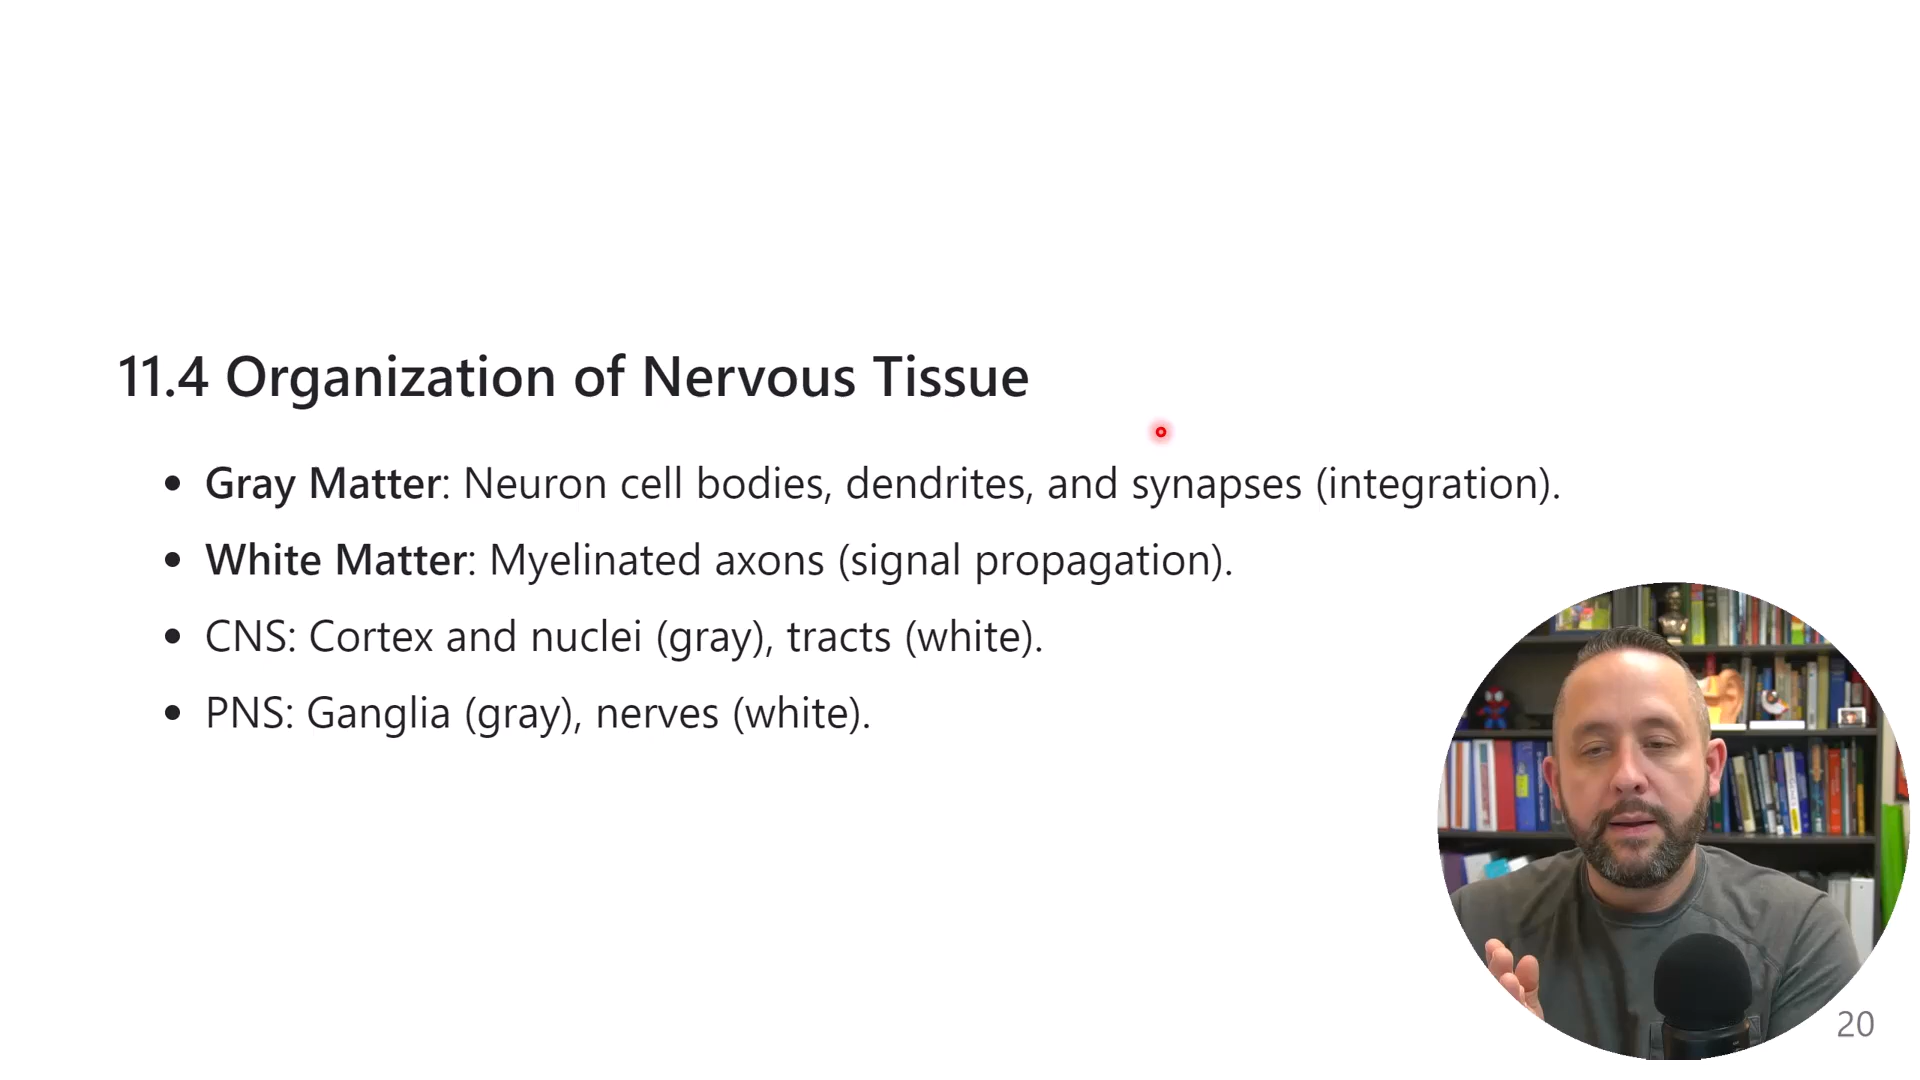 11.4 Organization of Nervous Tissue
• Gray Matter: Neuron cell bodies, dendrites, and synapses (integration).
• White Matter: Myelinated axons (signal propagation).
• CNS: Cortex and nuclei (gray), tracts (white).
• PNS: Ganglia (gray), nerves (white).
20